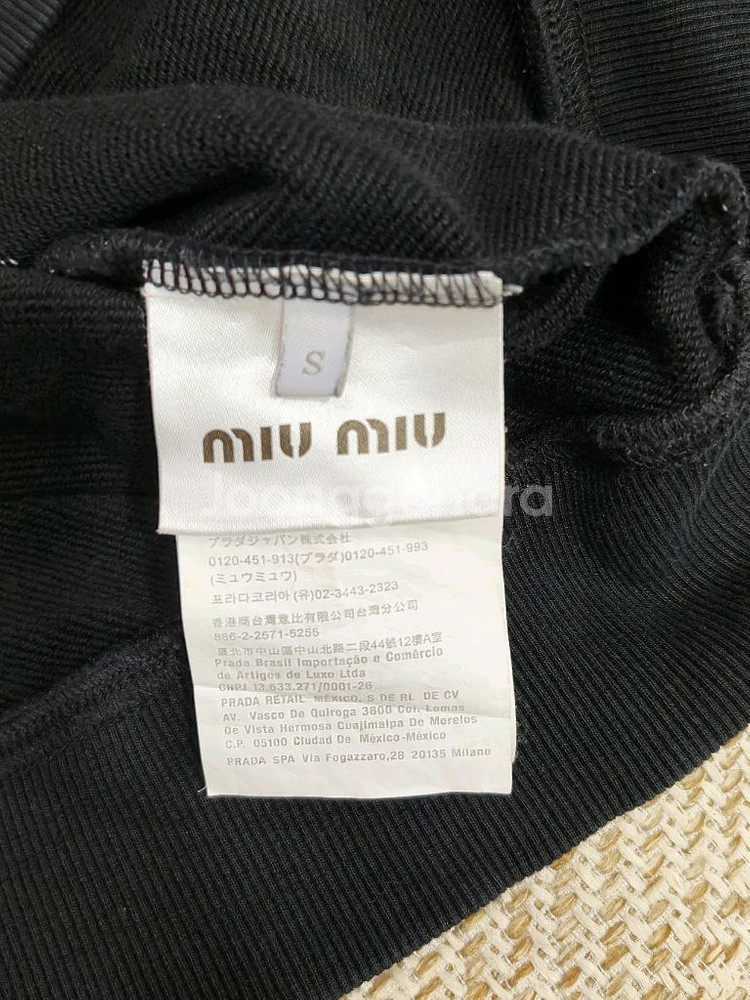 S
miu miu
Joonggonara
プラダジャパン株式会社
0120-451-913(プラダ)0120-451-993
(ミュウミュウ)
프라다코리아(유)02-3443-2323
香港商台灣意比有限公司台灣分公司
886-2-2571-5255
臺北市中山區中山北路二段44號12樓A室
Prada Brasil Importação e Comércio
de Artigos de Luxo Ltda
CNPJ 13.633.271/0001-26
PRADA RETAIL MÉXICO, S DE RL DE CV
AV. Vasco De Quiroga 3800 Col. Lomas
De Vista Hermosa Cuajimalpa De Morelos
C.P. 05100 Ciudad De México-México
PRADA SPA Via Fogazzaro,28 20135 Milano